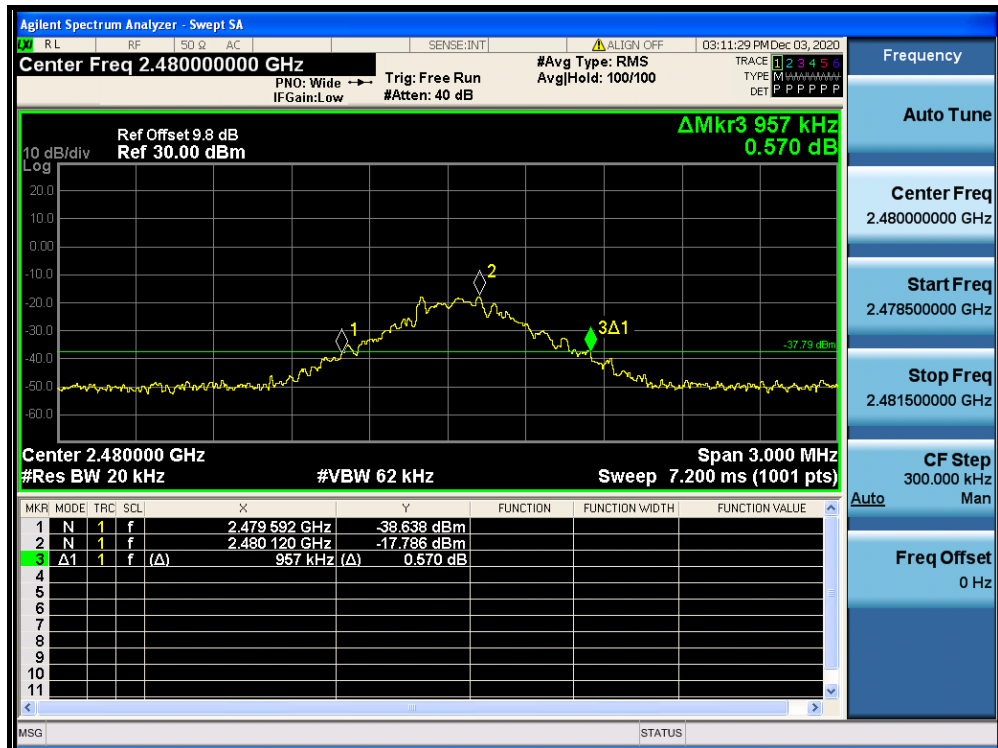 Agilent Spectrum Analyzer - Swept SA
LXI RL RF 50 Ω AC SENSE:INT ALIGN OFF 03:11:29 PM Dec 03, 2020
Center Freq 2.480000000 GHz
PNO: Wide
IFGain:Low
Trig: Free Run
#Atten: 40 dB
#Avg Type: RMS
Avg|Hold: 100/100
TRACE 1 2 3 4 5 6
TYPE M
DET P P P P P P
ΔMkr3 957 kHz
0.570 dB
Ref Offset 9.8 dB
10 dB/div Ref 30.00 dBm
Log
20.0
10.0
0.00
-10.0
-20.0
-30.0
-40.0
-50.0
-60.0
1
2
3Δ1
-37.79 dBm
Center 2.480000 GHz Span 3.000 MHz
#Res BW 20 kHz #VBW 62 kHz Sweep 7.200 ms (1001 pts)
MKR MODE TRC SCL X Y FUNCTION FUNCTION WIDTH FUNCTION VALUE
1 N 1 f 2.479 592 GHz -38.638 dBm
2 N 1 f 2.480 120 GHz -17.786 dBm
3 Δ1 1 f (Δ) 957 kHz (Δ) 0.570 dB
4
5
6
7
8
9
10
11
MSG STATUS
Frequency
Auto Tune
Center Freq
2.480000000 GHz
Start Freq
2.478500000 GHz
Stop Freq
2.481500000 GHz
CF Step
300.000 kHz
Auto Man
Freq Offset
0 Hz